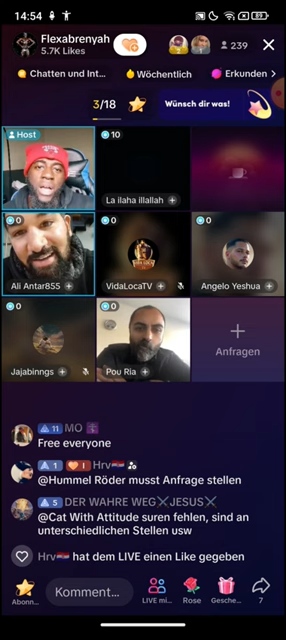 14:54
89
Flexabrenyah
5.7K Likes
239
Chatten und Int...
Wöchentlich
Erkunden
3/18
Wünsch dir was!
Host
10
La ilaha illallah
0
Ali Antar855
0
VidaLocaTV
0
Angelo Yeshua
0
Jajabinngs
0
Pou Ria
Anfragen
11 MO
Free everyone
1 I Hrv
@Hummel Röder musst Anfrage stellen
5 DER WAHRE WEG⚔JESUS⚔
@Cat With Attitude suren fehlen, sind an
unterschiedlichen Stellen usw
Hrv hat dem LIVE einen Like gegeben
Abonn...
Komment...
LIVE mi...
Rose
Gesche...
7